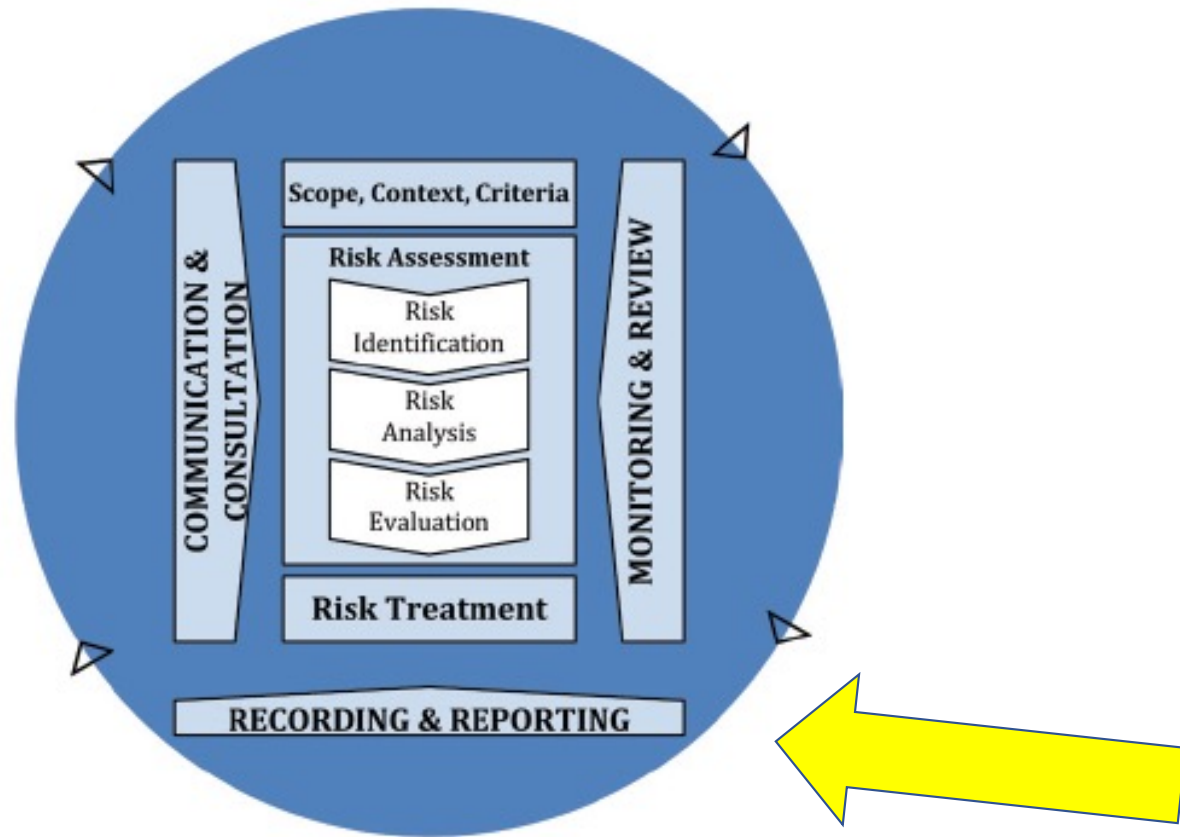 Scope, Context, Criteria
Risk Assessment
Risk
Identification
Risk
Analysis
Risk
Evaluation
Risk Treatment
COMMUNICATION &
CONSULTATION
MONITORING & REVIEW
RECORDING & REPORTING